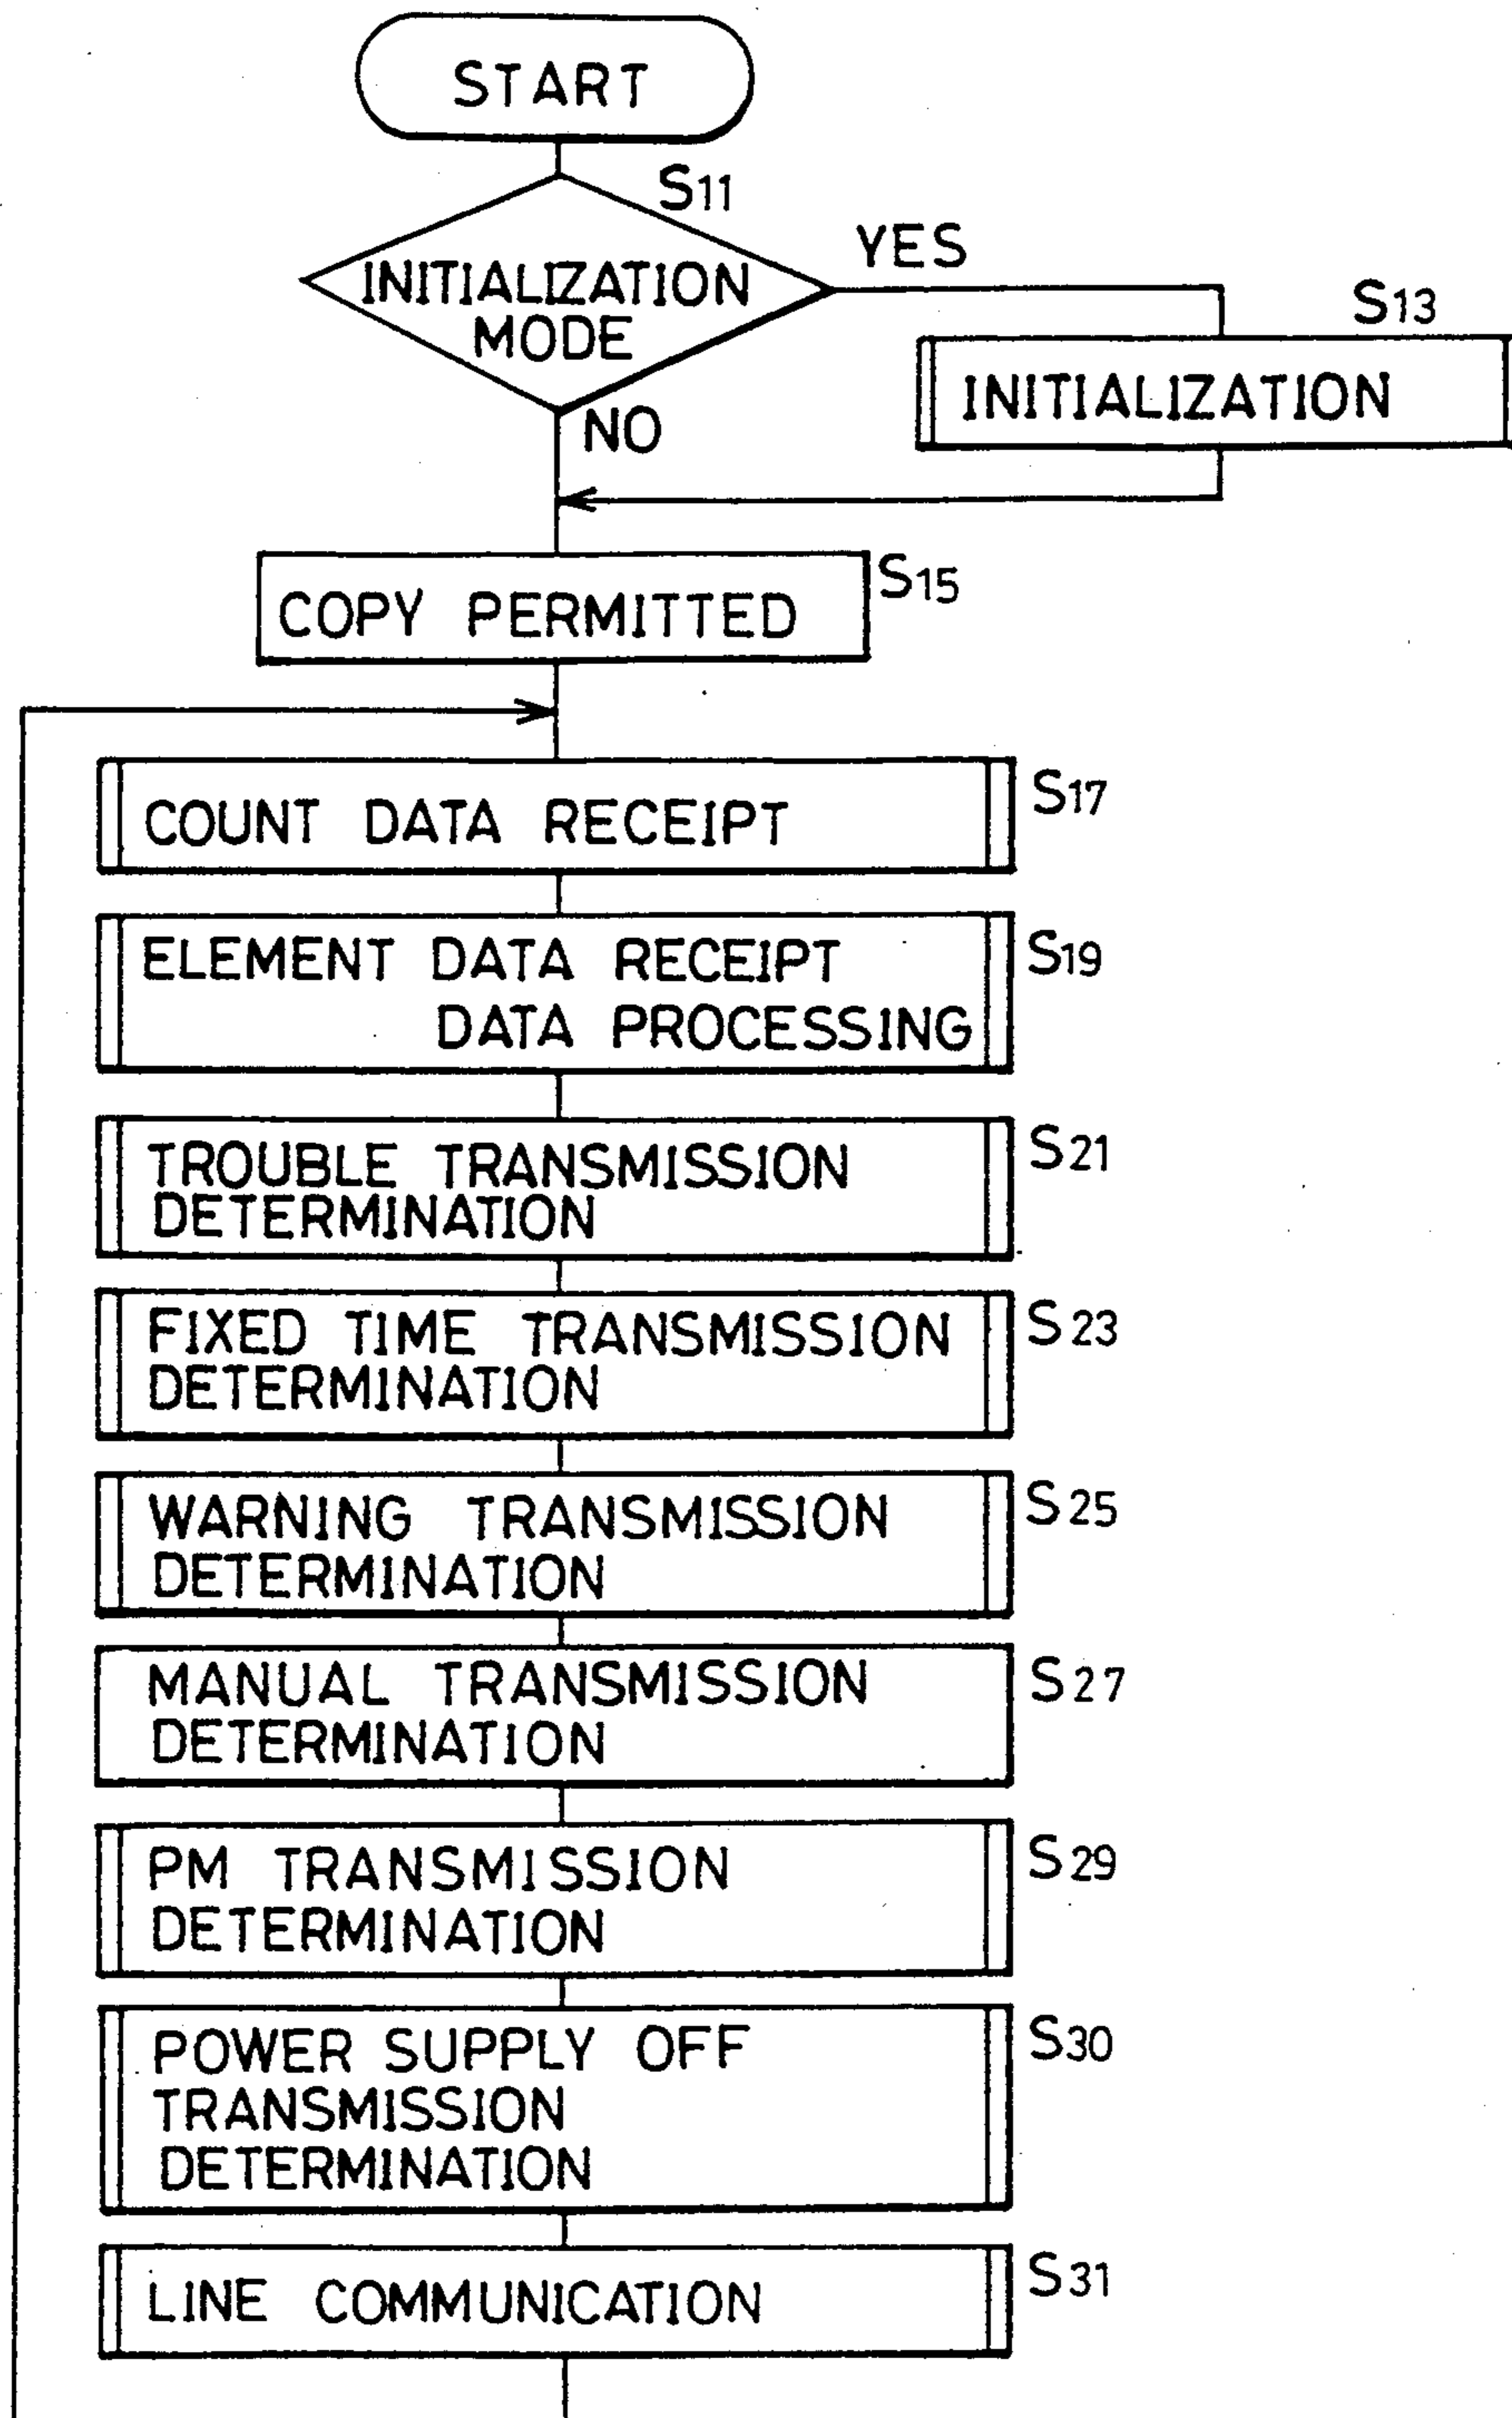 START
S11
INITIALIZATION
MODE
YES
S13
INITIALIZATION
NO
COPY PERMITTED
S15
COUNT DATA RECEIPT
S17
ELEMENT DATA RECEIPT
DATA PROCESSING
S19
TROUBLE TRANSMISSION
DETERMINATION
S21
FIXED TIME TRANSMISSION
DETERMINATION
S23
WARNING TRANSMISSION
DETERMINATION
S25
MANUAL TRANSMISSION
DETERMINATION
S27
PM TRANSMISSION
DETERMINATION
S29
POWER SUPPLY OFF
TRANSMISSION
DETERMINATION
S30
LINE COMMUNICATION
S31